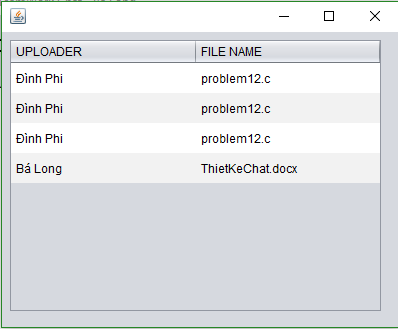 UPLOADER FILE NAME
Đình Phi problem12.c
Đình Phi problem12.c
Đình Phi problem12.c
Bá Long ThietKeChat.docx